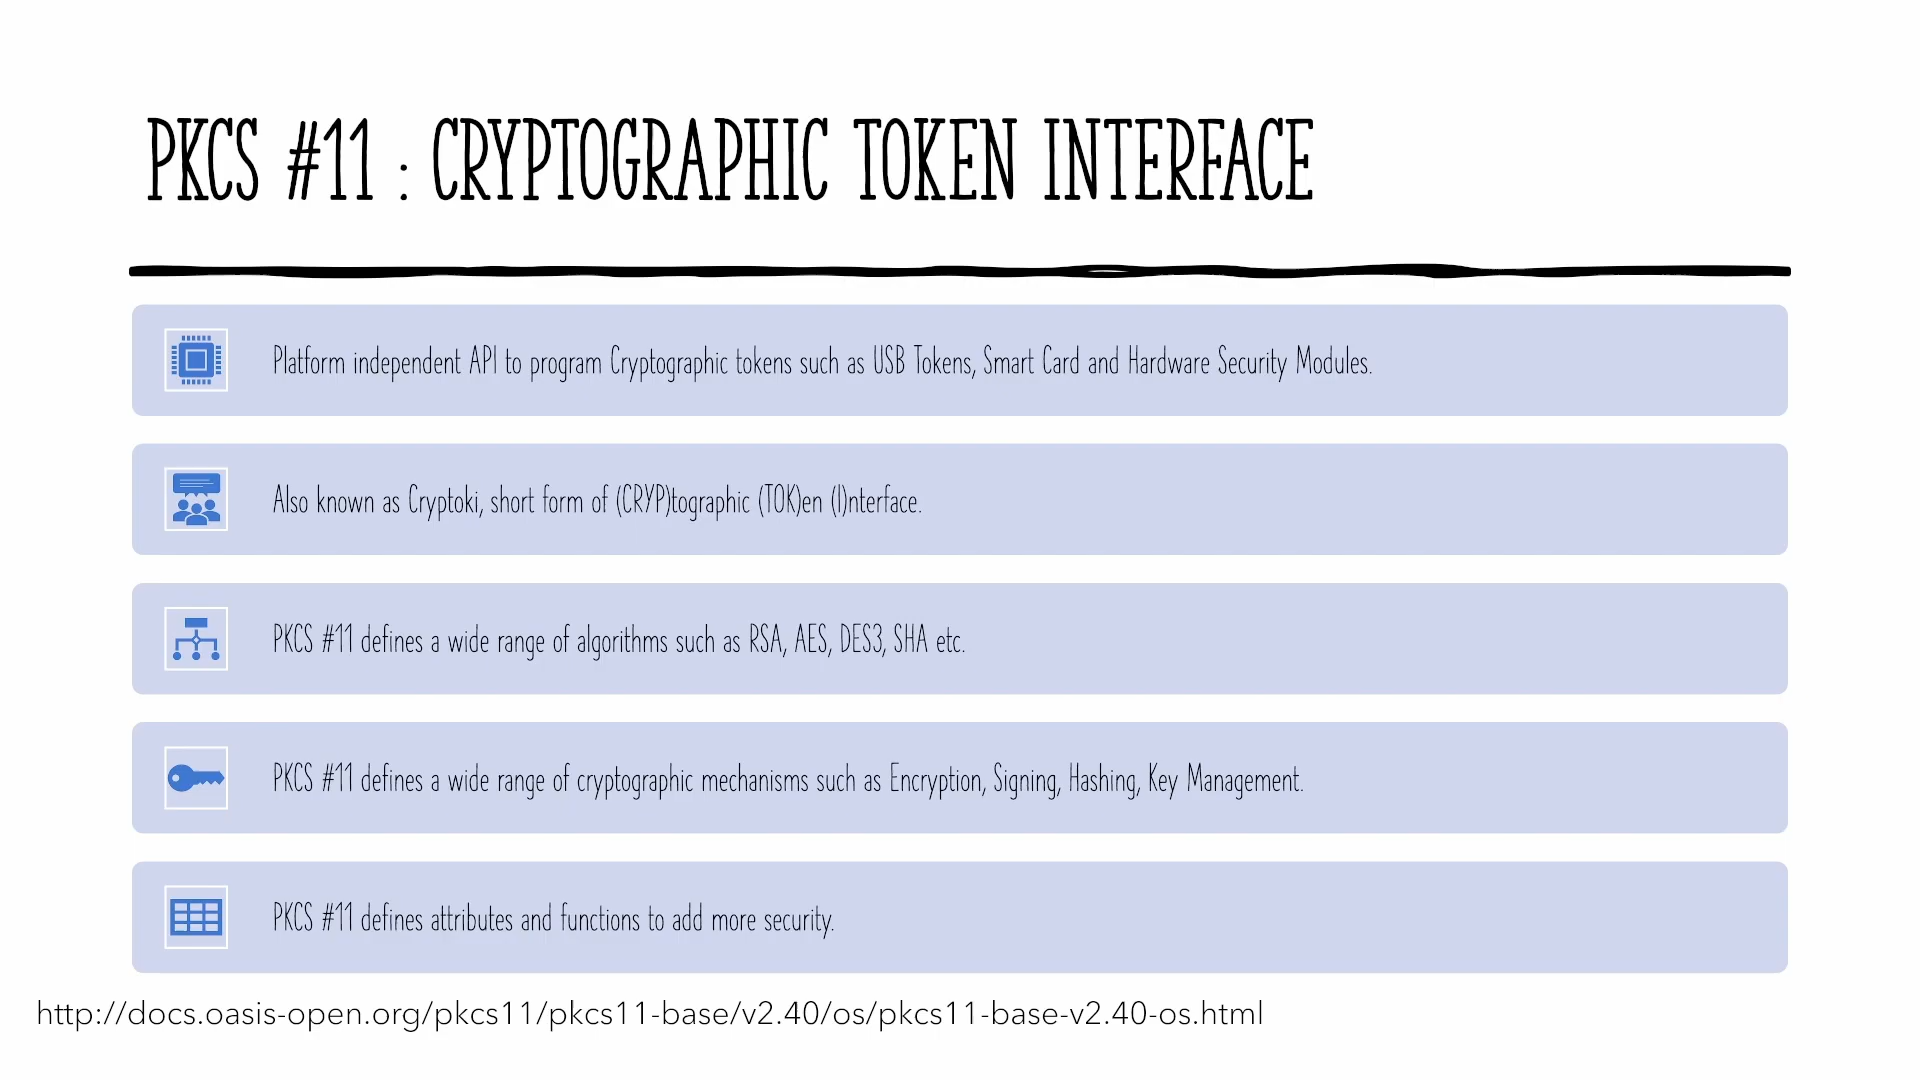 PKCS #11 : CRYPTOGRAPHIC TOKEN INTERFACE
Platform independent API to program Cryptographic tokens such as USB Tokens, Smart Card and Hardware Security Modules.
Also known as Cryptoki, short form of (CRYP)tographic (TOK)en (I)nterface.
PKCS #11 defines a wide range of algorithms such as RSA, AES, DES3, SHA etc.
PKCS #11 defines a wide range of cryptographic mechanisms such as Encryption, Signing, Hashing, Key Management.
PKCS #11 defines attributes and functions to add more security.
http://docs.oasis-open.org/pkcs11/pkcs11-base/v2.40/os/pkcs11-base-v2.40-os.html